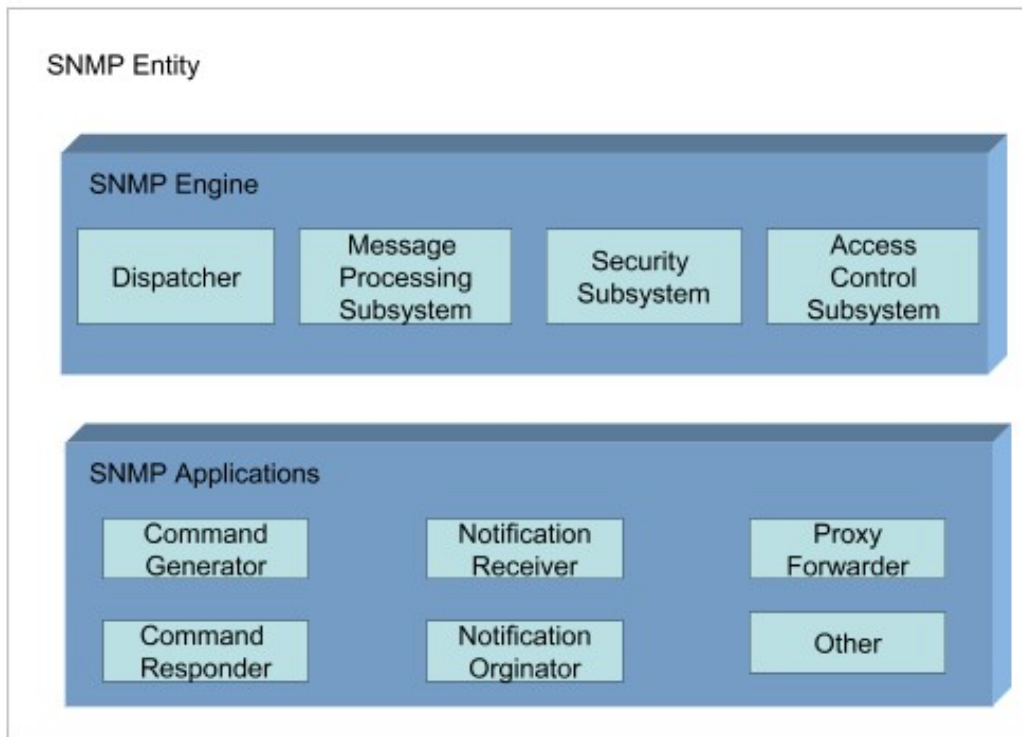 SNMP Entity
SNMP Engine
Dispatcher
Message
Processing
Subsystem
Security
Subsystem
Access
Control
Subsystem
SNMP Applications
Command
Generator
Notification
Receiver
Proxy
Forwarder
Command
Responder
Notification
Orginator
Other